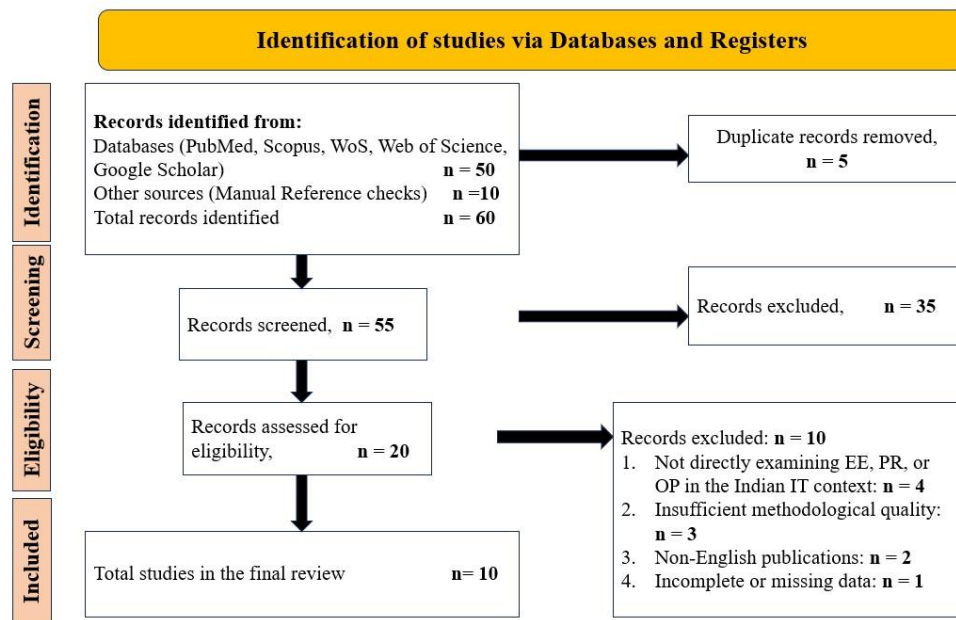 Identification of studies via Databases and Registers
Identification
Records identified from:
Databases (PubMed, Scopus, WoS, Web of Science,
Google Scholar) n = 50
Other sources (Manual Reference checks) n =10
Total records identified n = 60
Duplicate records removed,
n = 5
Screening
Records screened, n = 55
Records excluded, n = 35
Eligibility
Records assessed for
eligibility, n = 20
Records excluded: n = 10
1. Not directly examining EE, PR, or
OP in the Indian IT context: n = 4
2. Insufficient methodological quality:
n = 3
3. Non-English publications: n = 2
4. Incomplete or missing data: n = 1
Included
Total studies in the final review n= 10